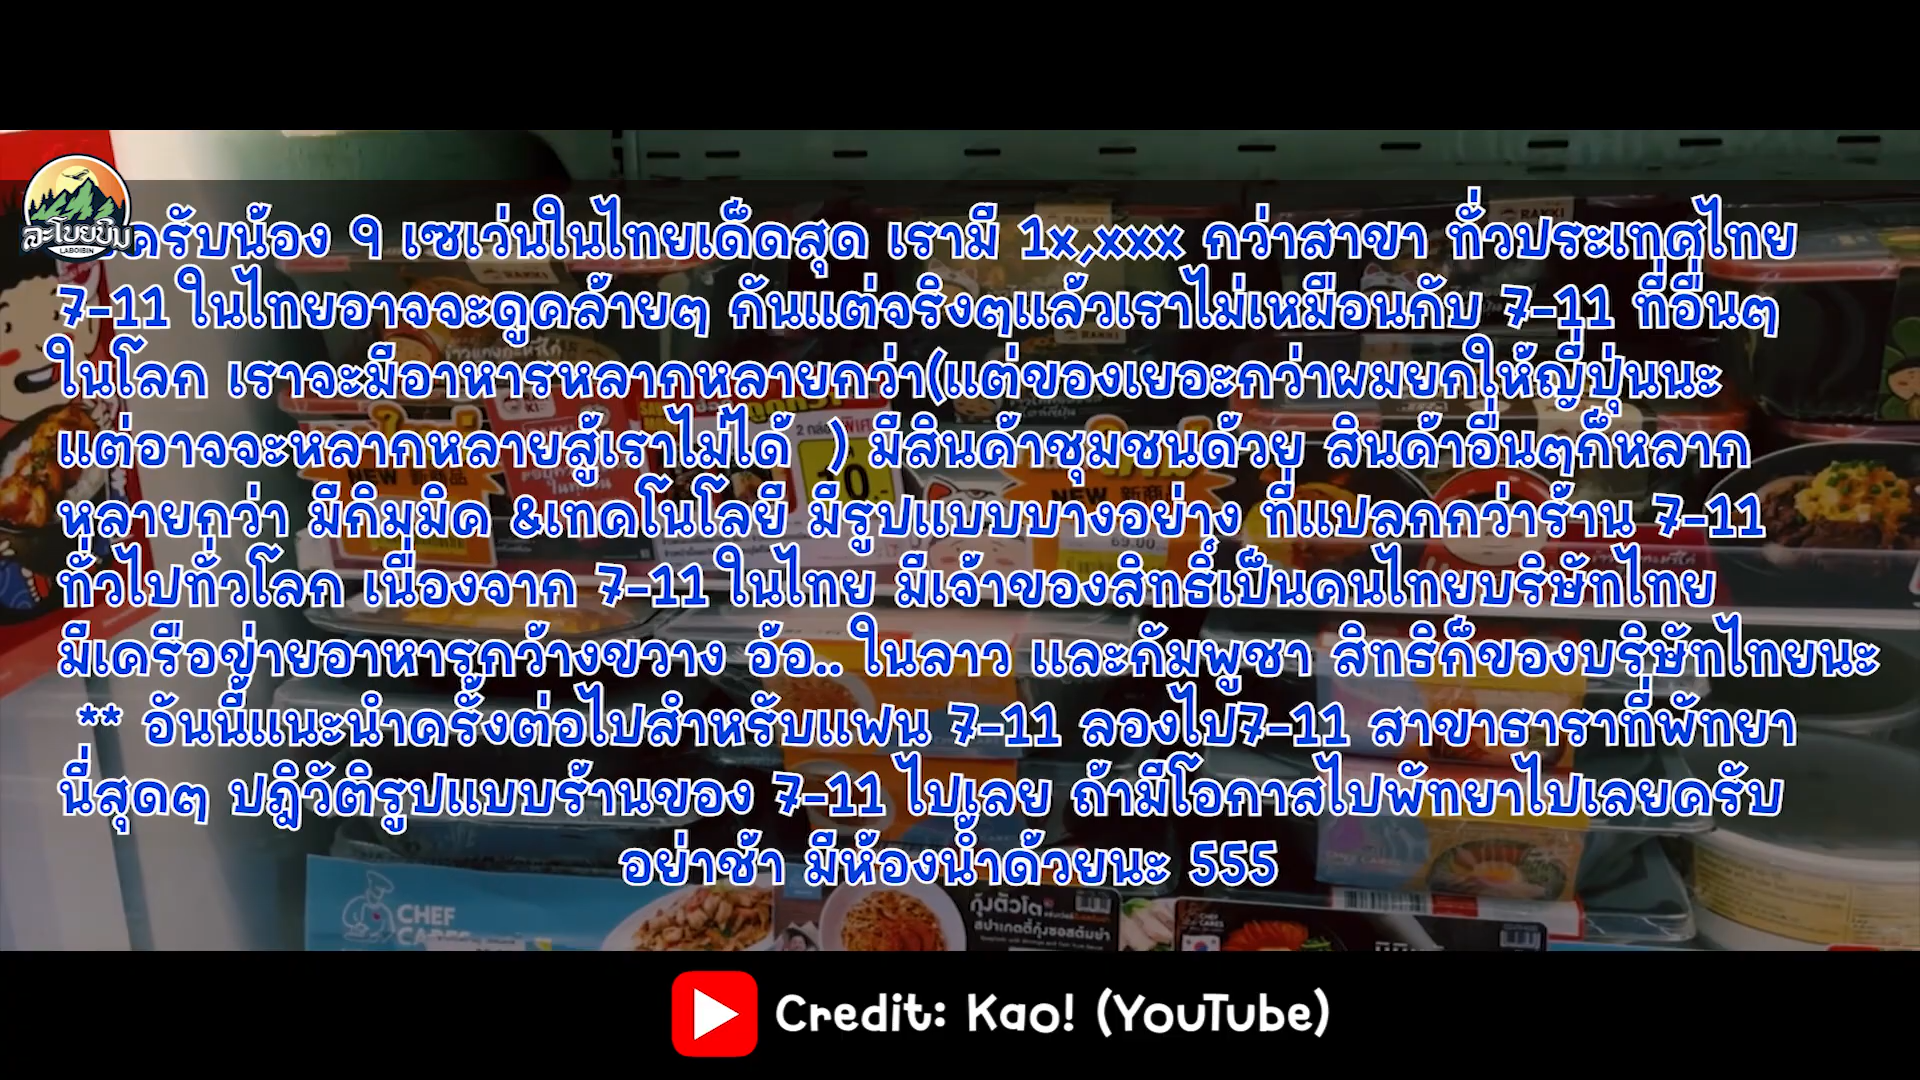 ละโบยบิน
LABOIBIN
ครับน้อง ๆ เซเว่นในไทยเด็ดสุด เรามี 1x,xxx กว่าสาขา ทั่วประเทศไทย
7-11 ในไทยอาจจะดูคล้ายๆ กันแต่จริงๆแล้วเราไม่เหมือนกับ 7-11 ที่อื่นๆ
ในโลก เราจะมีอาหารหลากหลายกว่า(แต่ของเยอะกว่าผมยกให้ญี่ปุ่นนะ
แต่อาจจะหลากหลายสู้เราไม่ได้ ) มีสินค้าชุมชนด้วย สินค้าอื่นๆก็หลาก
หลายกว่า มีกิมมิค &เทคโนโลยี มีรูปแบบบางอย่าง ที่แปลกกว่าร้าน 7-11
ทั่วไปทั่วโลก เนื่องจาก 7-11 ในไทย มีเจ้าของสิทธิ์เป็นคนไทยบริษัทไทย
มีเครือข่ายอาหารกว้างขวาง อ้อ.. ในลาว และกัมพูชา สิทธิก็ของบริษัทไทยนะ
** อันนี้แนะนำครั้งต่อไปสำหรับแฟน 7-11 ลองไป7-11 สาขาธาราที่พัทยา
นี่สุดๆ ปฎิวัติรูปแบบร้านของ 7-11 ไปเลย ถ้ามีโอกาสไปพัทยาไปเลยครับ
อย่าช้า มีห้องน้ำด้วยนะ 555
CHEF
CARES
กุ้งตัวโต
สปาเกตตี้กุ้งซอสต้มยำ
Credit: Kao! (YouTube)